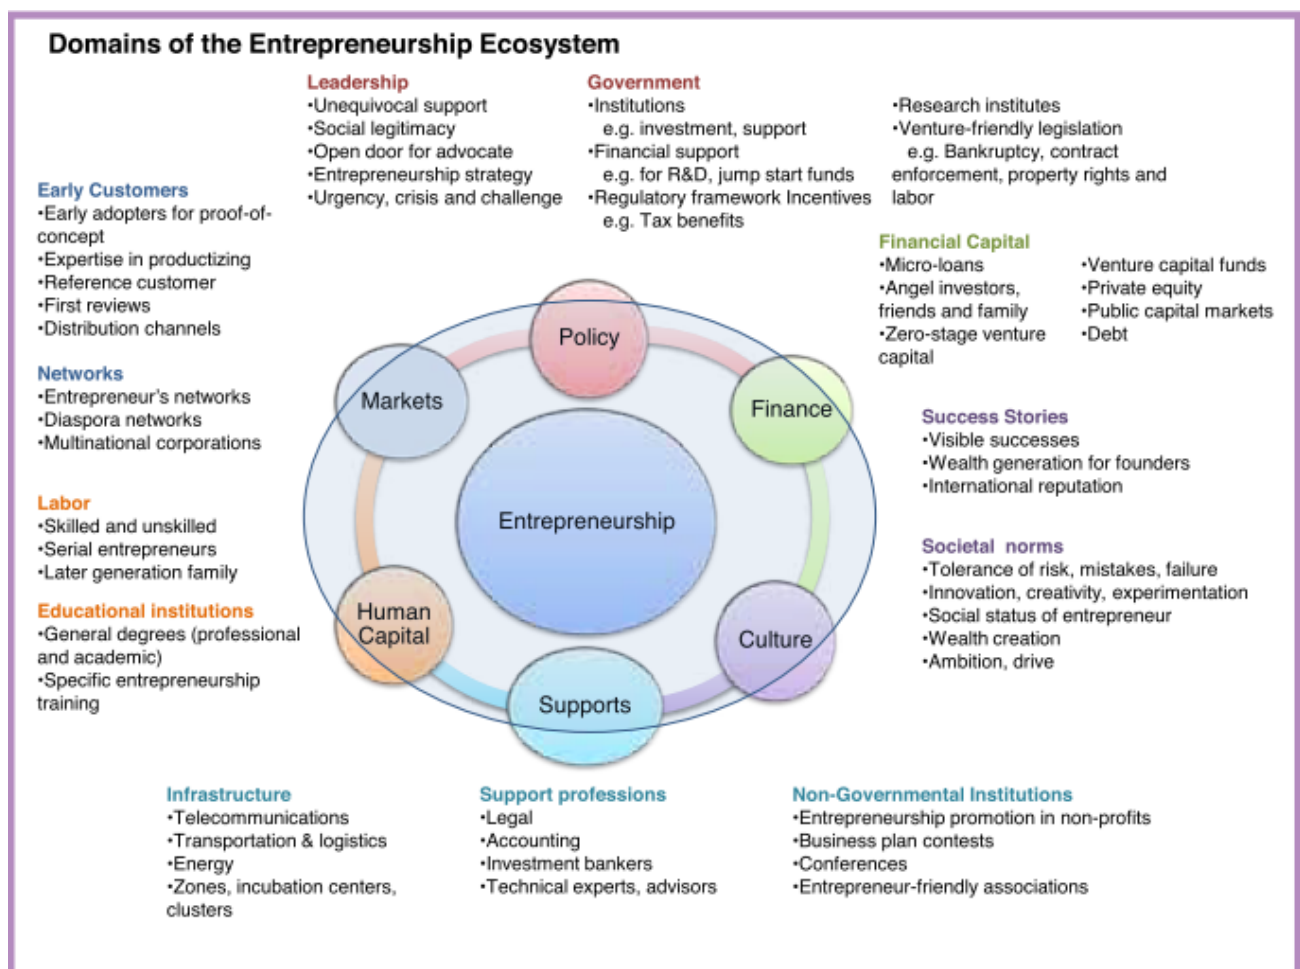 Domains of the Entrepreneurship Ecosystem
Leadership
•Unequivocal support
•Social legitimacy
•Open door for advocate
•Entrepreneurship strategy
•Urgency, crisis and challenge
Government
•Institutions
e.g. investment, support
•Financial support
e.g. for R&D, jump start funds
•Regulatory framework Incentives
e.g. Tax benefits
•Research institutes
•Venture-friendly legislation
e.g. Bankruptcy, contract
enforcement, property rights and
labor
Early Customers
•Early adopters for proof-of-
concept
•Expertise in productizing
•Reference customer
•First reviews
•Distribution channels
Networks
•Entrepreneur's networks
•Diaspora networks
•Multinational corporations
Labor
•Skilled and unskilled
•Serial entrepreneurs
•Later generation family
Educational institutions
•General degrees (professional
and academic)
•Specific entrepreneurship
training
Financial Capital
•Micro-loans
•Angel investors,
friends and family
•Zero-stage venture
capital
•Venture capital funds
•Private equity
•Public capital markets
•Debt
Success Stories
•Visible successes
•Wealth generation for founders
•International reputation
Societal norms
•Tolerance of risk, mistakes, failure
•Innovation, creativity, experimentation
•Social status of entrepreneur
•Wealth creation
•Ambition, drive
Policy
Markets
Finance
Entrepreneurship
Human
Capital
Culture
Supports
Infrastructure
•Telecommunications
•Transportation & logistics
•Energy
•Zones, incubation centers,
clusters
Support professions
•Legal
•Accounting
•Investment bankers
•Technical experts, advisors
Non-Governmental Institutions
•Entrepreneurship promotion in non-profits
•Business plan contests
•Conferences
•Entrepreneur-friendly associations